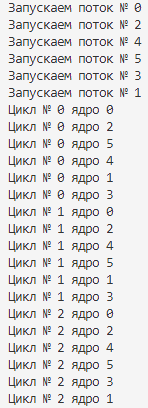 Запускаем поток № 0
Запускаем поток № 2
Запускаем поток № 4
Запускаем поток № 5
Запускаем поток № 3
Запускаем поток № 1
Цикл № 0 ядро 0
Цикл № 0 ядро 2
Цикл № 0 ядро 5
Цикл № 0 ядро 4
Цикл № 0 ядро 1
Цикл № 0 ядро 3
Цикл № 1 ядро 0
Цикл № 1 ядро 2
Цикл № 1 ядро 4
Цикл № 1 ядро 5
Цикл № 1 ядро 1
Цикл № 1 ядро 3
Цикл № 2 ядро 0
Цикл № 2 ядро 2
Цикл № 2 ядро 4
Цикл № 2 ядро 5
Цикл № 2 ядро 3
Цикл № 2 ядро 1